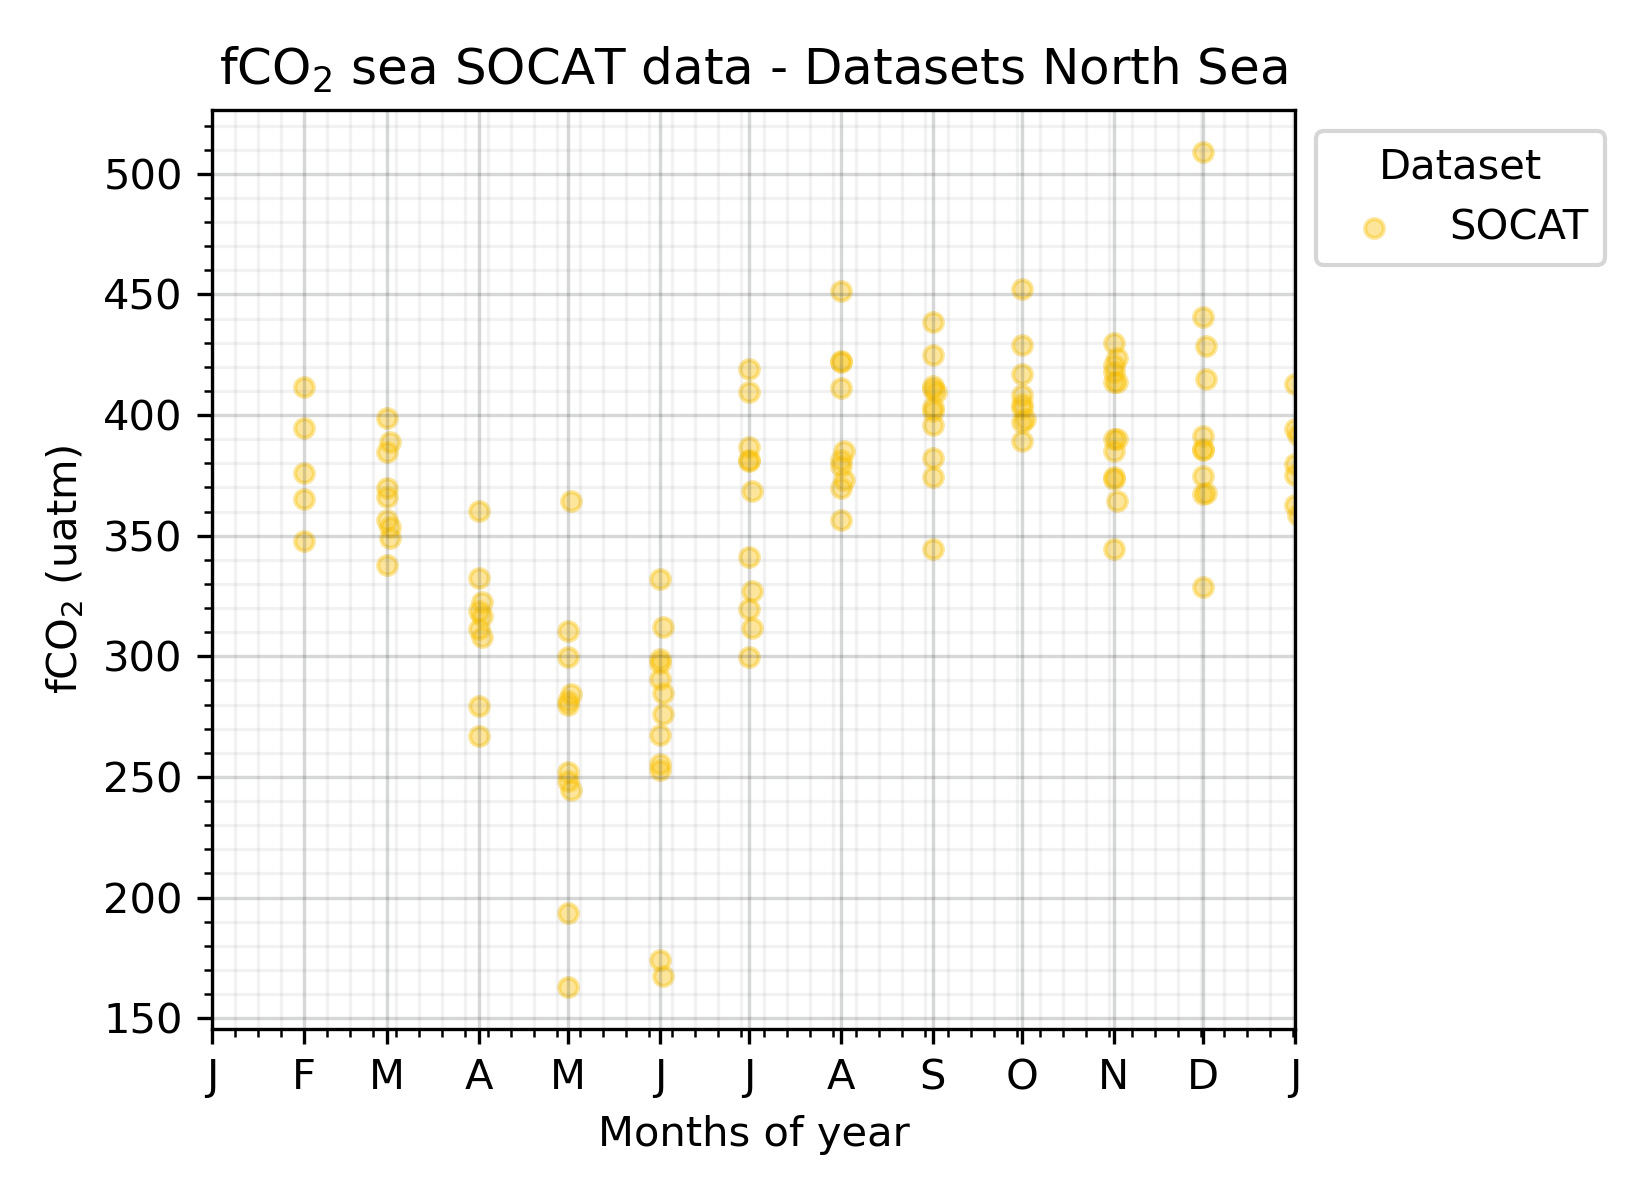 fCO₂ sea SOCAT data - Datasets North Sea
Dataset
SOCAT
500
450
400
350
300
250
200
150
fCO₂ (uatm)
J F M A M J J A S O N D J
Months of year